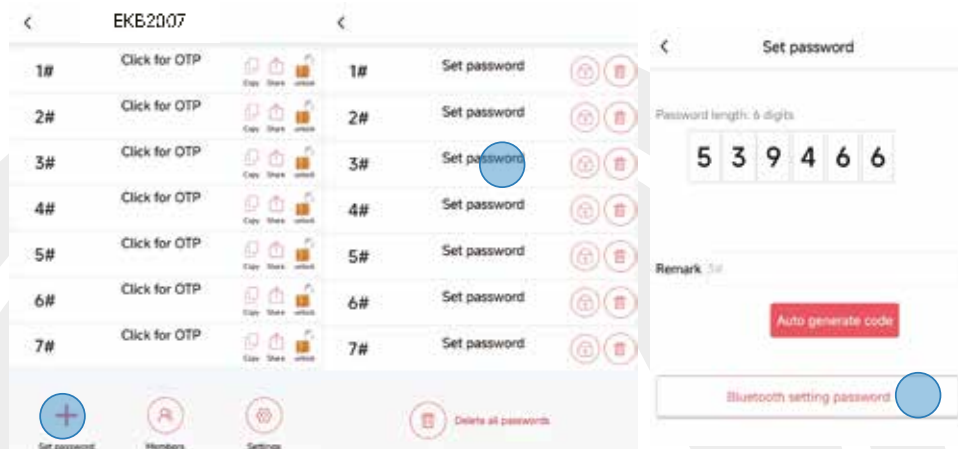 EKB2007
1#
Click for OTP
Copy Share unlock
2#
Click for OTP
Copy Share unlock
3#
Click for OTP
Copy Share unlock
4#
Click for OTP
Copy Share unlock
5#
Click for OTP
Copy Share unlock
6#
Click for OTP
Copy Share unlock
7#
Click for OTP
Copy Share unlock
Set password
Members
Settings
1# Set password
2# Set password
3# Set password
4# Set password
5# Set password
6# Set password
7# Set password
Delete all passwords
Set password
Password length: 6 digits
5 3 9 4 6 6
Remark 3#
Auto generate code
Bluetooth setting password